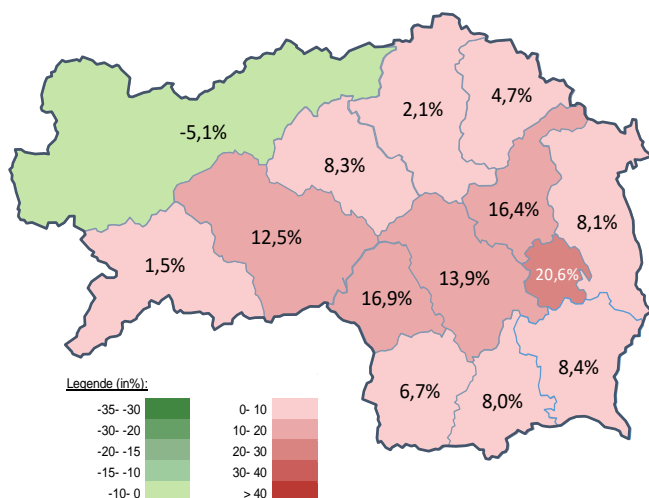 4,7%
2,1%
-5,1%
8,3%
16,4%
8,1%
12,5%
1,5%
13,9%
20,6%
16,9%
8,4%
6,7%
8,0%
Legende (in%):
-35- -30 0- 10
-30- -20 10- 20
-20- -15 20- 30
-15- -10 30- 40
-10- 0 > 40